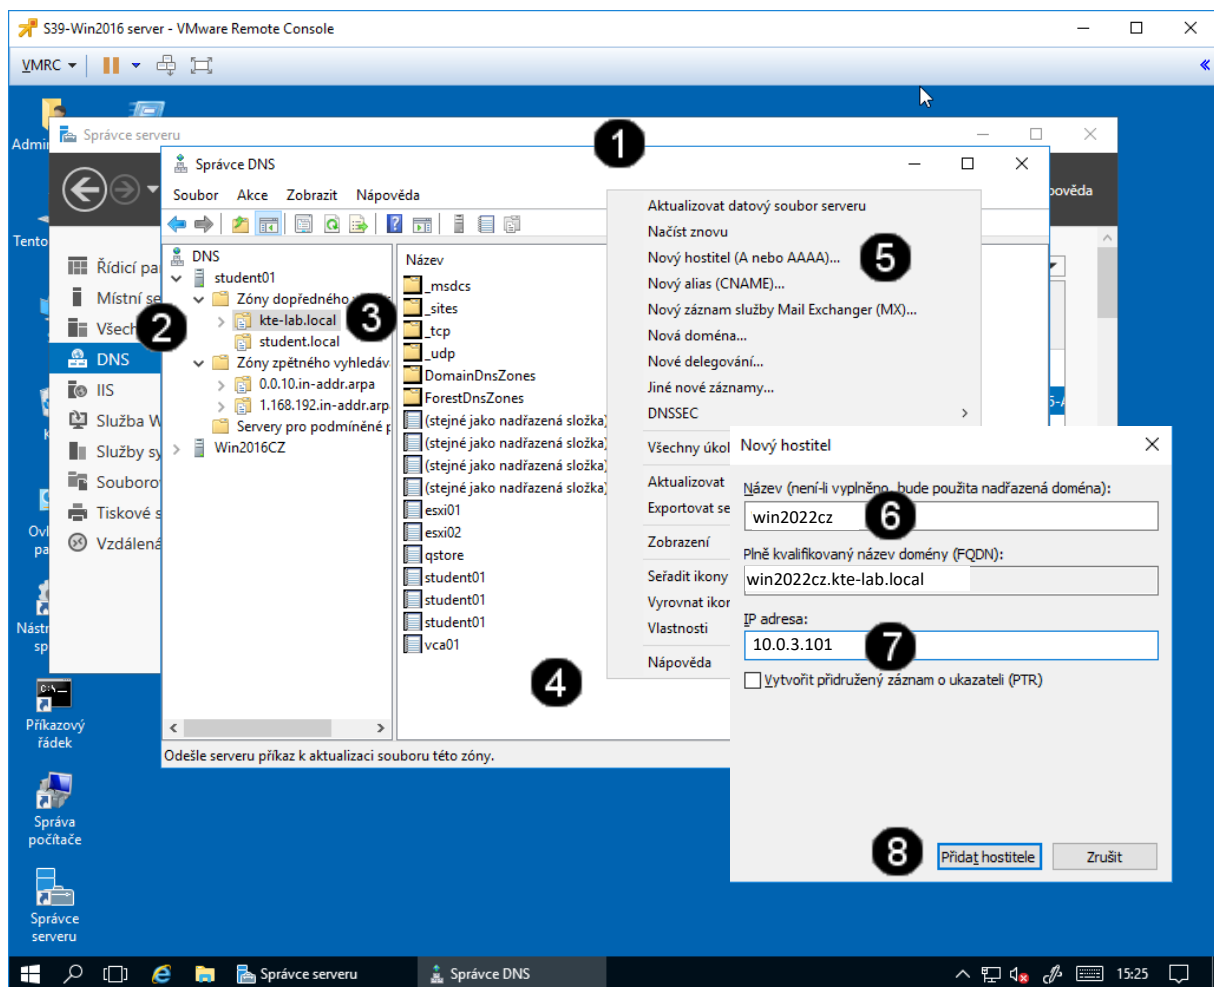 S39-Win2016 server - VMware Remote Console
VMRC
Správce serveru
1
Správce DNS
Soubor Akce Zobrazit Nápověda
DNS
student01
Zóny dopředného
kte-lab.local
student.local
Zóny zpětného vyhledáv
0.0.10.in-addr.arpa
1.168.192.in-addr.arp
Servery pro podmíněné
Win2016CZ
2
3
Název
_msdcs
_sites
_tcp
_udp
DomainDnsZones
ForestDnsZones
(stejné jako nadřazená složka)
(stejné jako nadřazená složka)
(stejné jako nadřazená složka)
(stejné jako nadřazená složka)
esxi01
esxi02
qstore
student01
student01
student01
vca01
4
Odešle serveru příkaz k aktualizaci souboru této zóny.
Aktualizovat datový soubor serveru
Načíst znovu
Nový hostitel (A nebo AAAA)...
5
Nový alias (CNAME)...
Nový záznam služby Mail Exchanger (MX)...
Nová doména...
Nové delegování...
Jiné nové záznamy...
DNSSEC
Všechny úkol
Aktualizovat
Exportovat se
Zobrazení
Seřadit ikony
Vyrovnat ikor
Vlastnosti
Nápověda
Nový hostitel
Název (není-li vyplněno, bude použita nadřazená doména):
win2022cz
6
Plně kvalifikovaný název domény (FQDN):
win2022cz.kte-lab.local
IP adresa:
10.0.3.101
7
Vytvořit přidružený záznam o ukazateli (PTR)
8
Přidat hostitele
Zrušit
ověda
Řídicí pa
Místní se
Všech
DNS
IIS
Služba W
Služby sy
Souboro
Tiskové s
Vzdálená
Admi
Tento
Ovl
pa
Nástr
sp
Příkazový
řádek
Správa
počítače
Správce
serveru
Správce serveru
Správce DNS
15:25